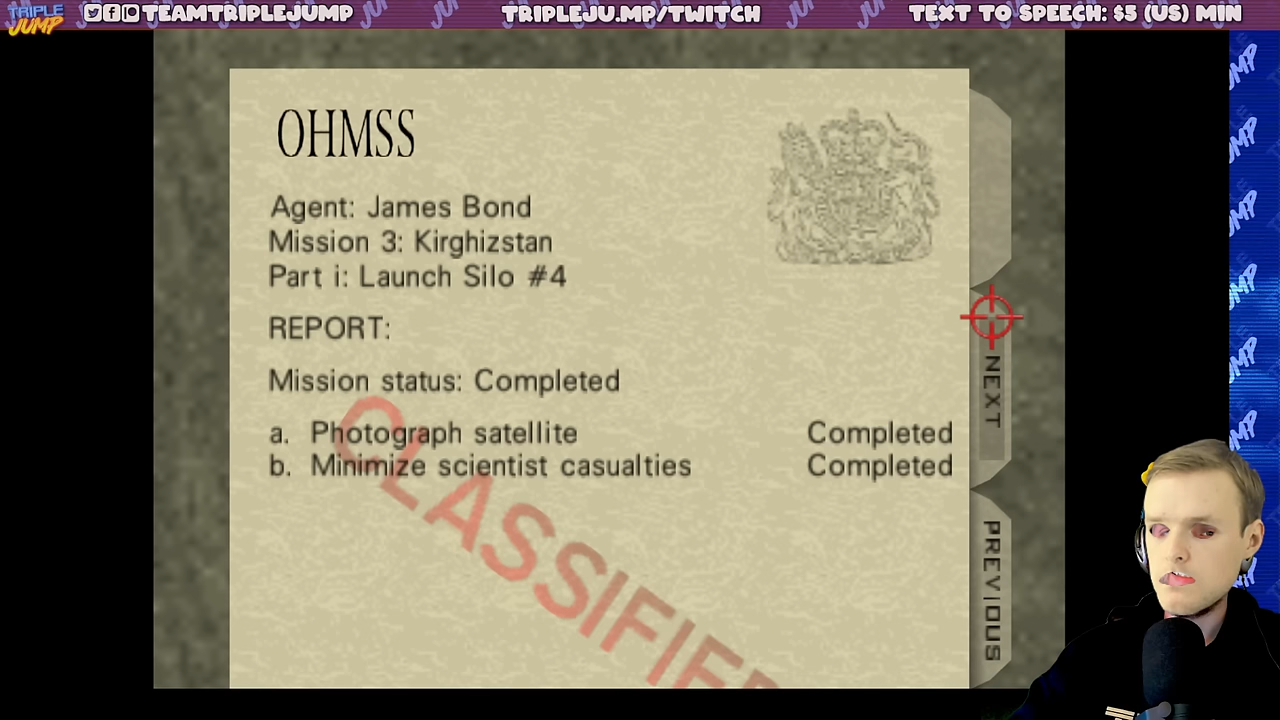 TRIPLE JUMP
TEAMTRIPLEJUMP
TRIPLEJU.MP/TWITCH
TEXT TO SPEECH: $5 (US) MIN
OHMSS
Agent: James Bond
Mission 3: Kirghizstan
Part i: Launch Silo #4
REPORT:
Mission status: Completed
a. Photograph satellite Completed
b. Minimize scientist casualties Completed
CLASSIFIE
NEXT
PREVIOUS